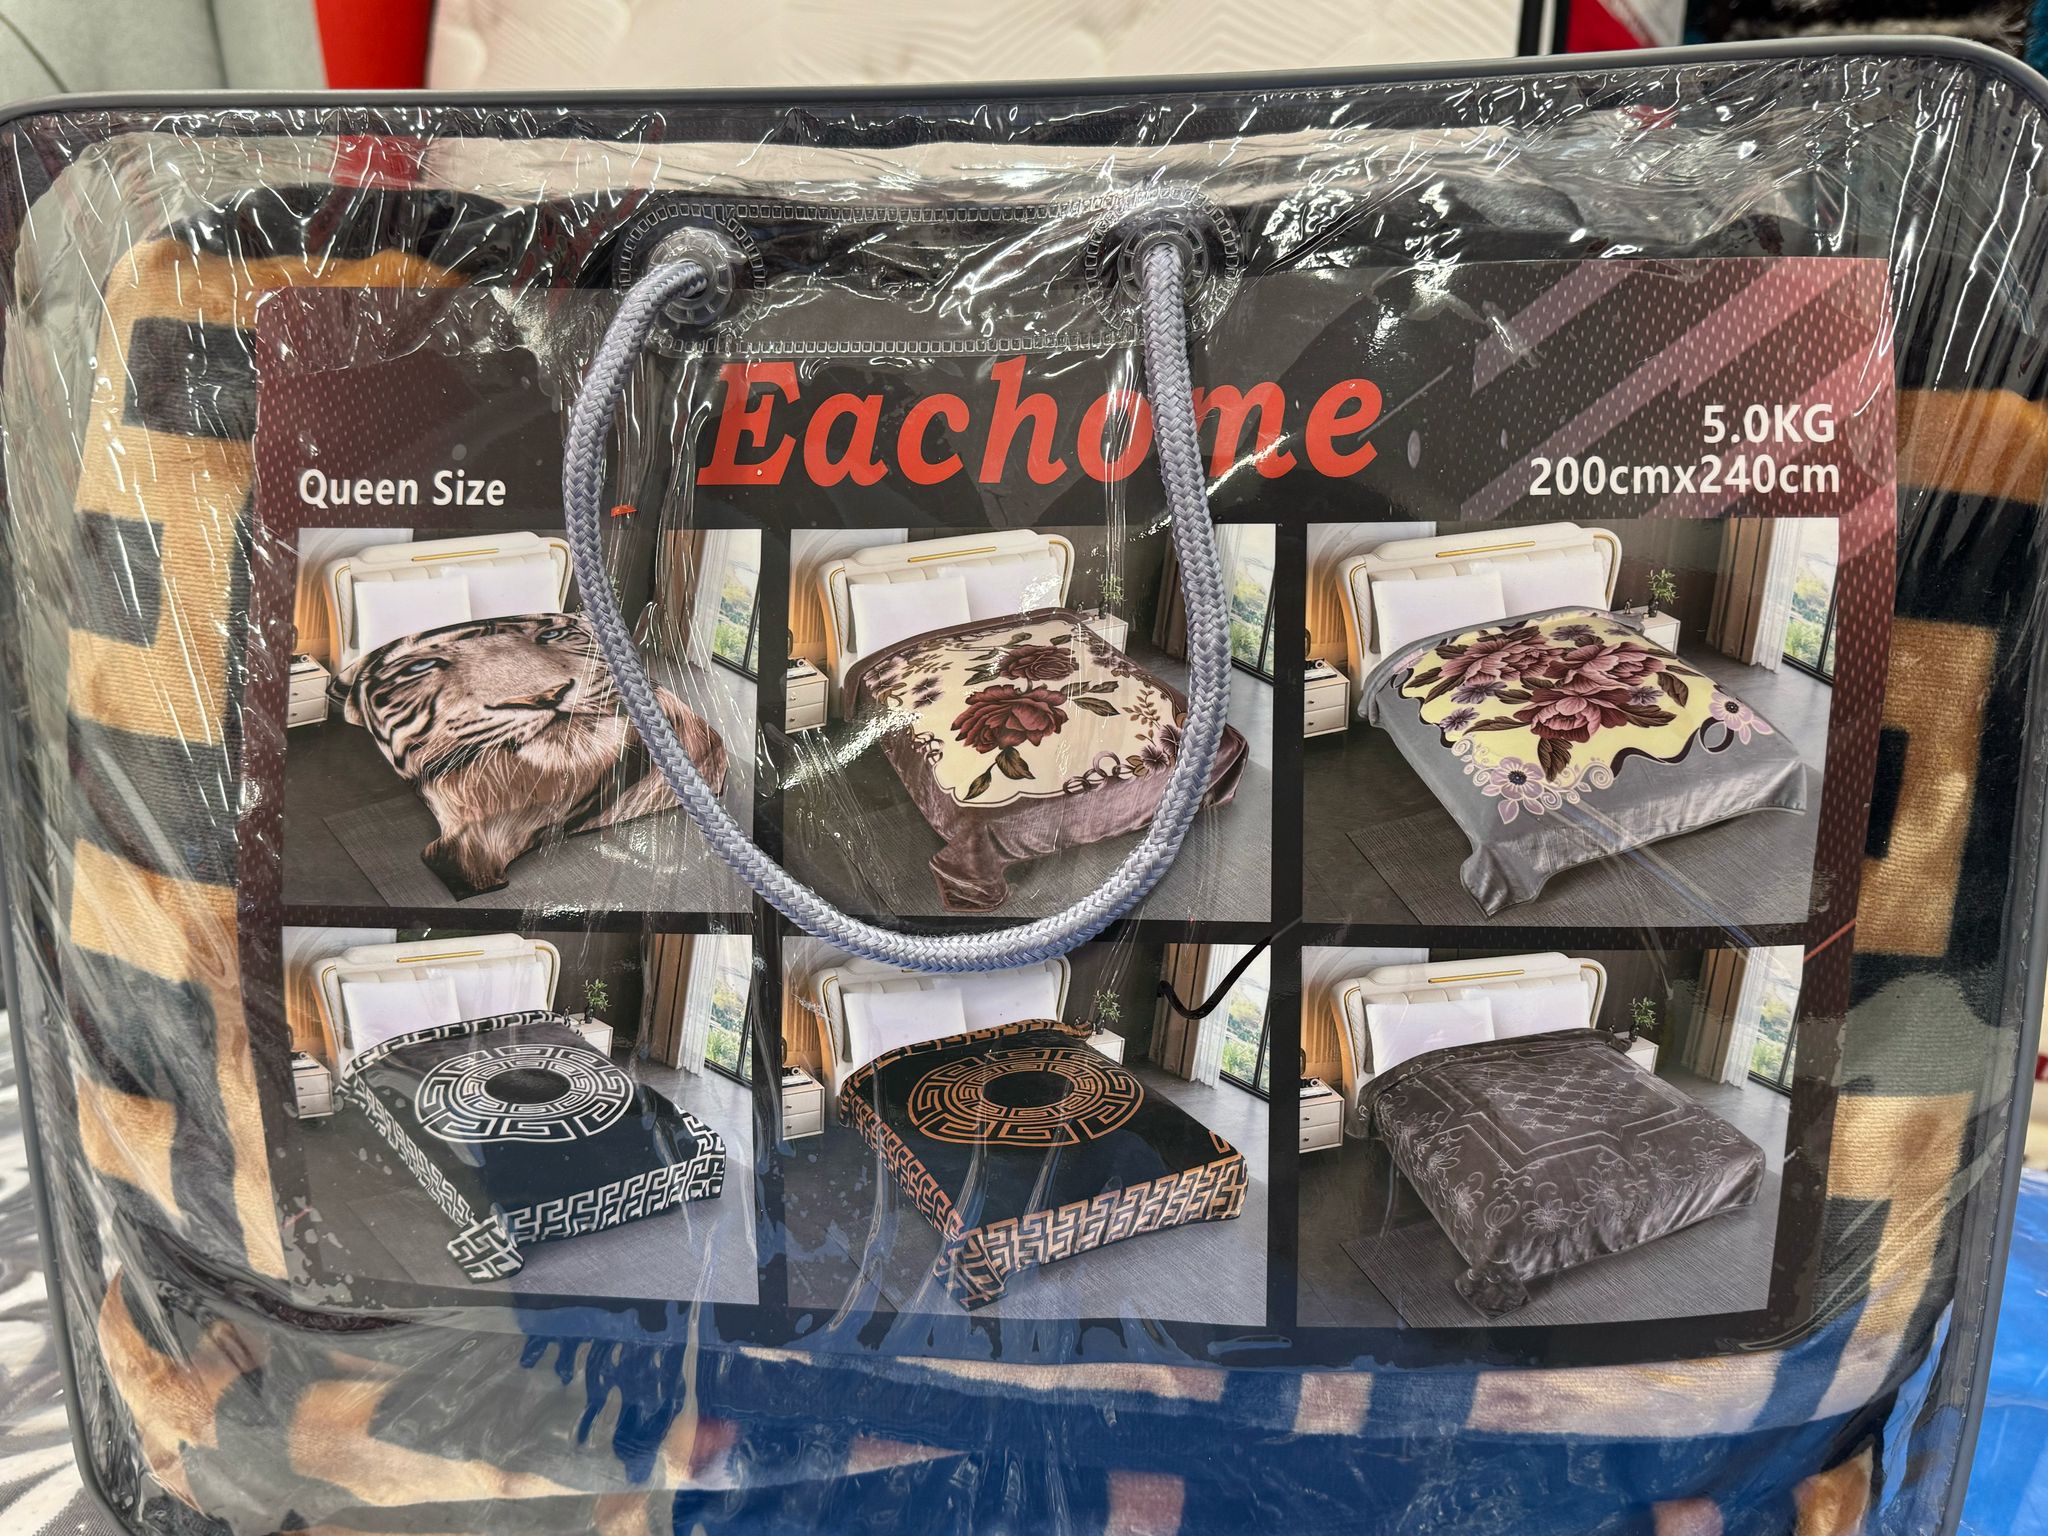 Eachome
Queen Size
5.0KG
200cmx240cm